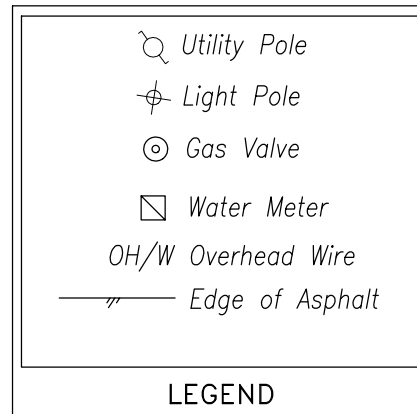 Utility Pole
Light Pole
Gas Valve
Water Meter
OH/W Overhead Wire
Edge of Asphalt
LEGEND